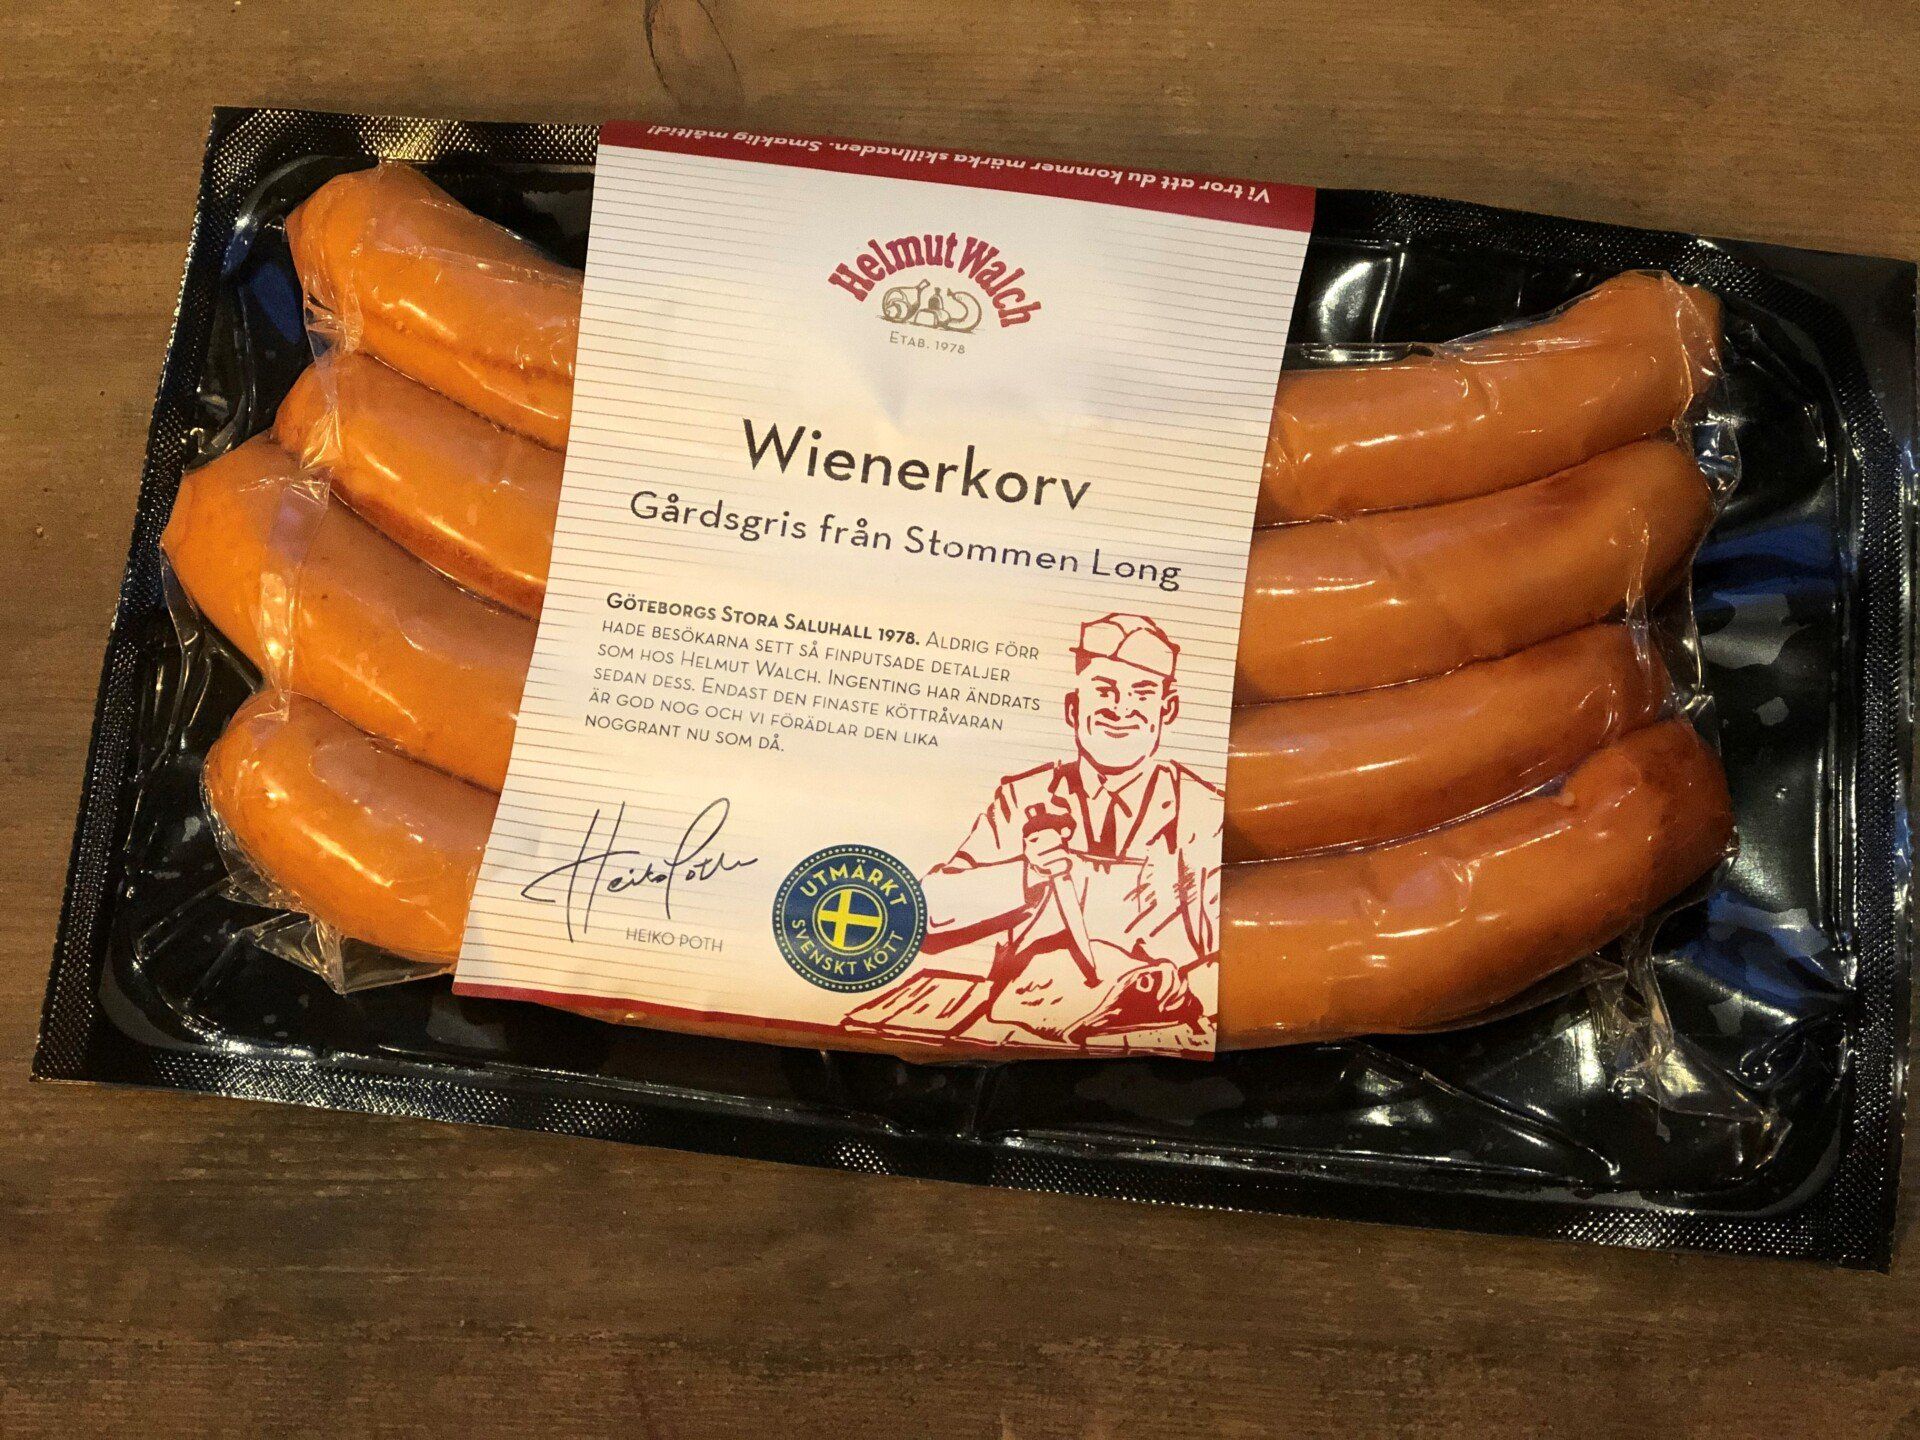 Vi tror att du kommer märka skillnaden. Smaklig måltid!
Helmut Walch
ETAB. 1978
Wienerkorv
Gårdsgris från Stommen Long
GÖTEBORGS STORA SALUHALL 1978. ALDRIG FÖRR
HADE BESÖKARNA SETT SÅ FINPUTSADE DETALJER
SOM HOS HELMUT WALCH. INGENTING HAR ÄNDRATS
SEDAN DESS. ENDAST DEN FINASTE KÖTTRÅVARAN
ÄR GOD NOG OCH VI FÖRÄDLAR DEN LIKA
NOGGRANT NU SOM DÅ.
Heiko Poth
HEIKO POTH
UTMÄRKT
SVENSKT KÖTT